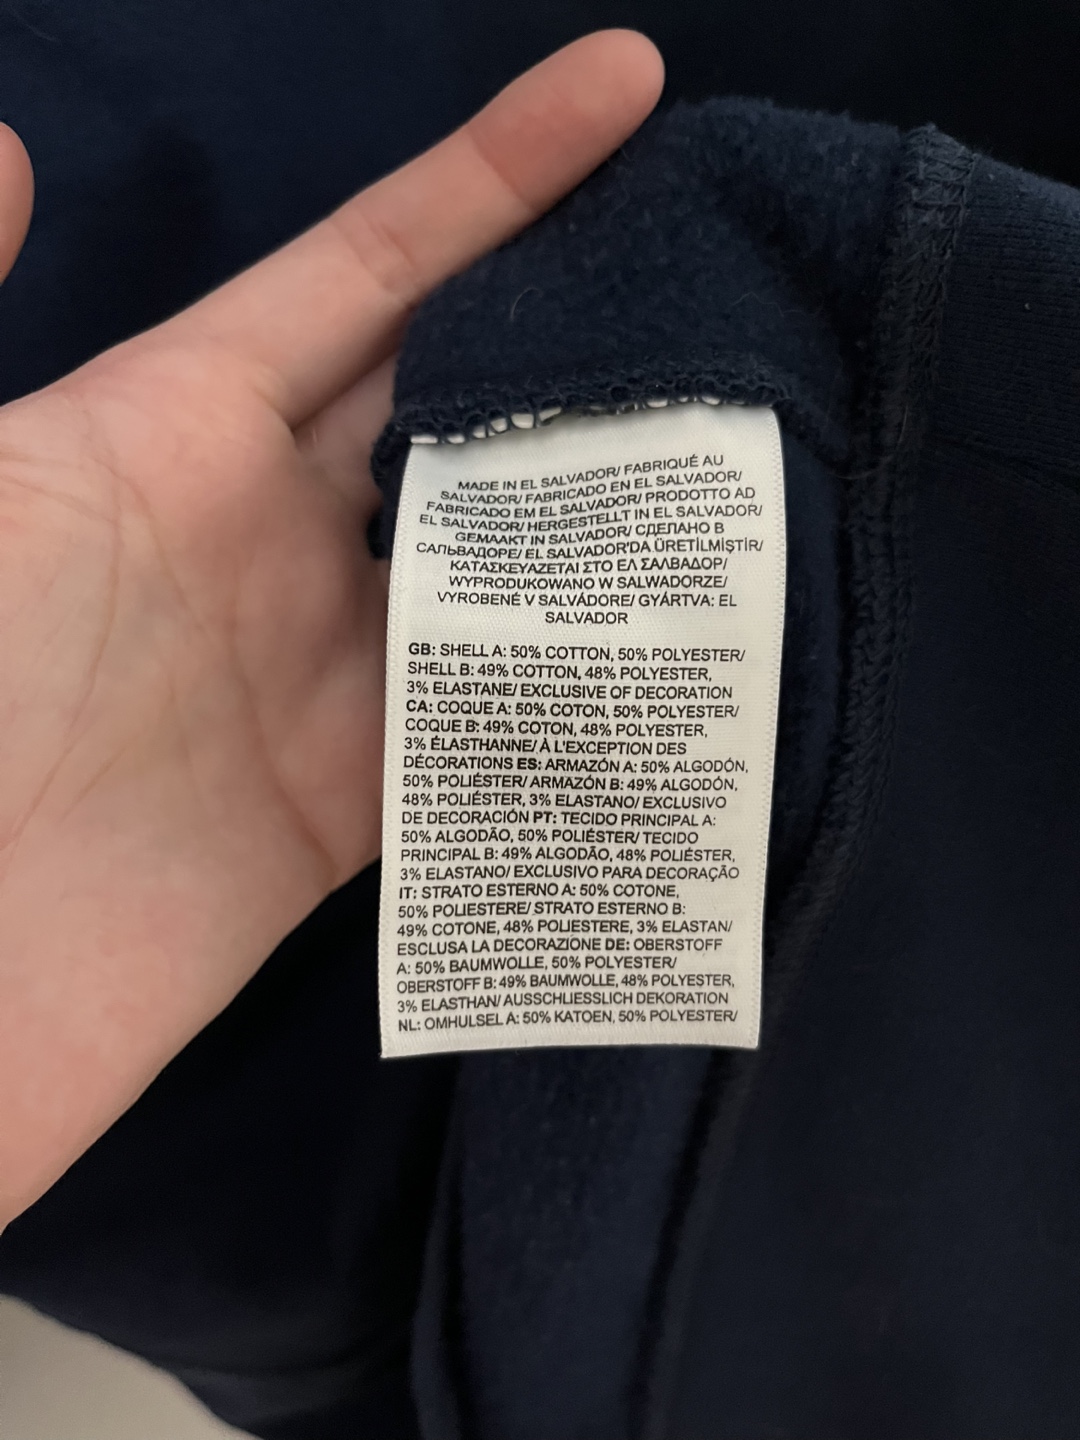 MADE IN EL SALVADOR/ FABRIQUÉ AU
SALVADOR/ FABRICADO EN EL SALVADOR/
FABRICADO EM EL SALVADOR/ PRODOTTO AD
EL SALVADOR/ HERGESTELLT IN EL SALVADOR/
GEMAAKT IN SALVADOR/ СДЕЛАНО В
САЛЬВАДОРЕ/ EL SALVADOR'DA ÜRETİLMİŞTİR/
ΚΑΤΑΣΚΕΥΑΖΕΤΑΙ ΣΤΟ ΕΛ ΣΑΛΒΑΔΟΡ/
WYPRODUKOWANO W SALWADORZE/
VYROBENÉ V SALVÁDORE/ GYÁRTVA: EL
SALVADOR
GB: SHELL A: 50% COTTON, 50% POLYESTER/
SHELL B: 49% COTTON, 48% POLYESTER,
3% ELASTANE/ EXCLUSIVE OF DECORATION
CA: COQUE A: 50% COTON, 50% POLYESTER/
COQUE B: 49% COTON, 48% POLYESTER,
3% ÉLASTHANNE/ À L'EXCEPTION DES
DÉCORATIONS ES: ARMAZÓN A: 50% ALGODÓN,
50% POLIÉSTER/ ARMAZÓN B: 49% ALGODÓN,
48% POLIÉSTER, 3% ELASTANO/ EXCLUSIVO
DE DECORACIÓN PT: TECIDO PRINCIPAL A:
50% ALGODÃO, 50% POLIÉSTER/ TECIDO
PRINCIPAL B: 49% ALGODÃO, 48% POLIÉSTER,
3% ELASTANO/ EXCLUSIVO PARA DECORAÇÃO
IT: STRATO ESTERNO A: 50% COTONE,
50% POLIESTERE/ STRATO ESTERNO B:
49% COTONE, 48% POLIESTERE, 3% ELASTAN/
ESCLUSA LA DECORAZIONE DE: OBERSTOFF
A: 50% BAUMWOLLE, 50% POLYESTER/
OBERSTOFF B: 49% BAUMWOLLE, 48% POLYESTER,
3% ELASTHAN/ AUSSCHLIESSLICH DEKORATION
NL: OMHULSEL A: 50% KATOEN, 50% POLYESTER/